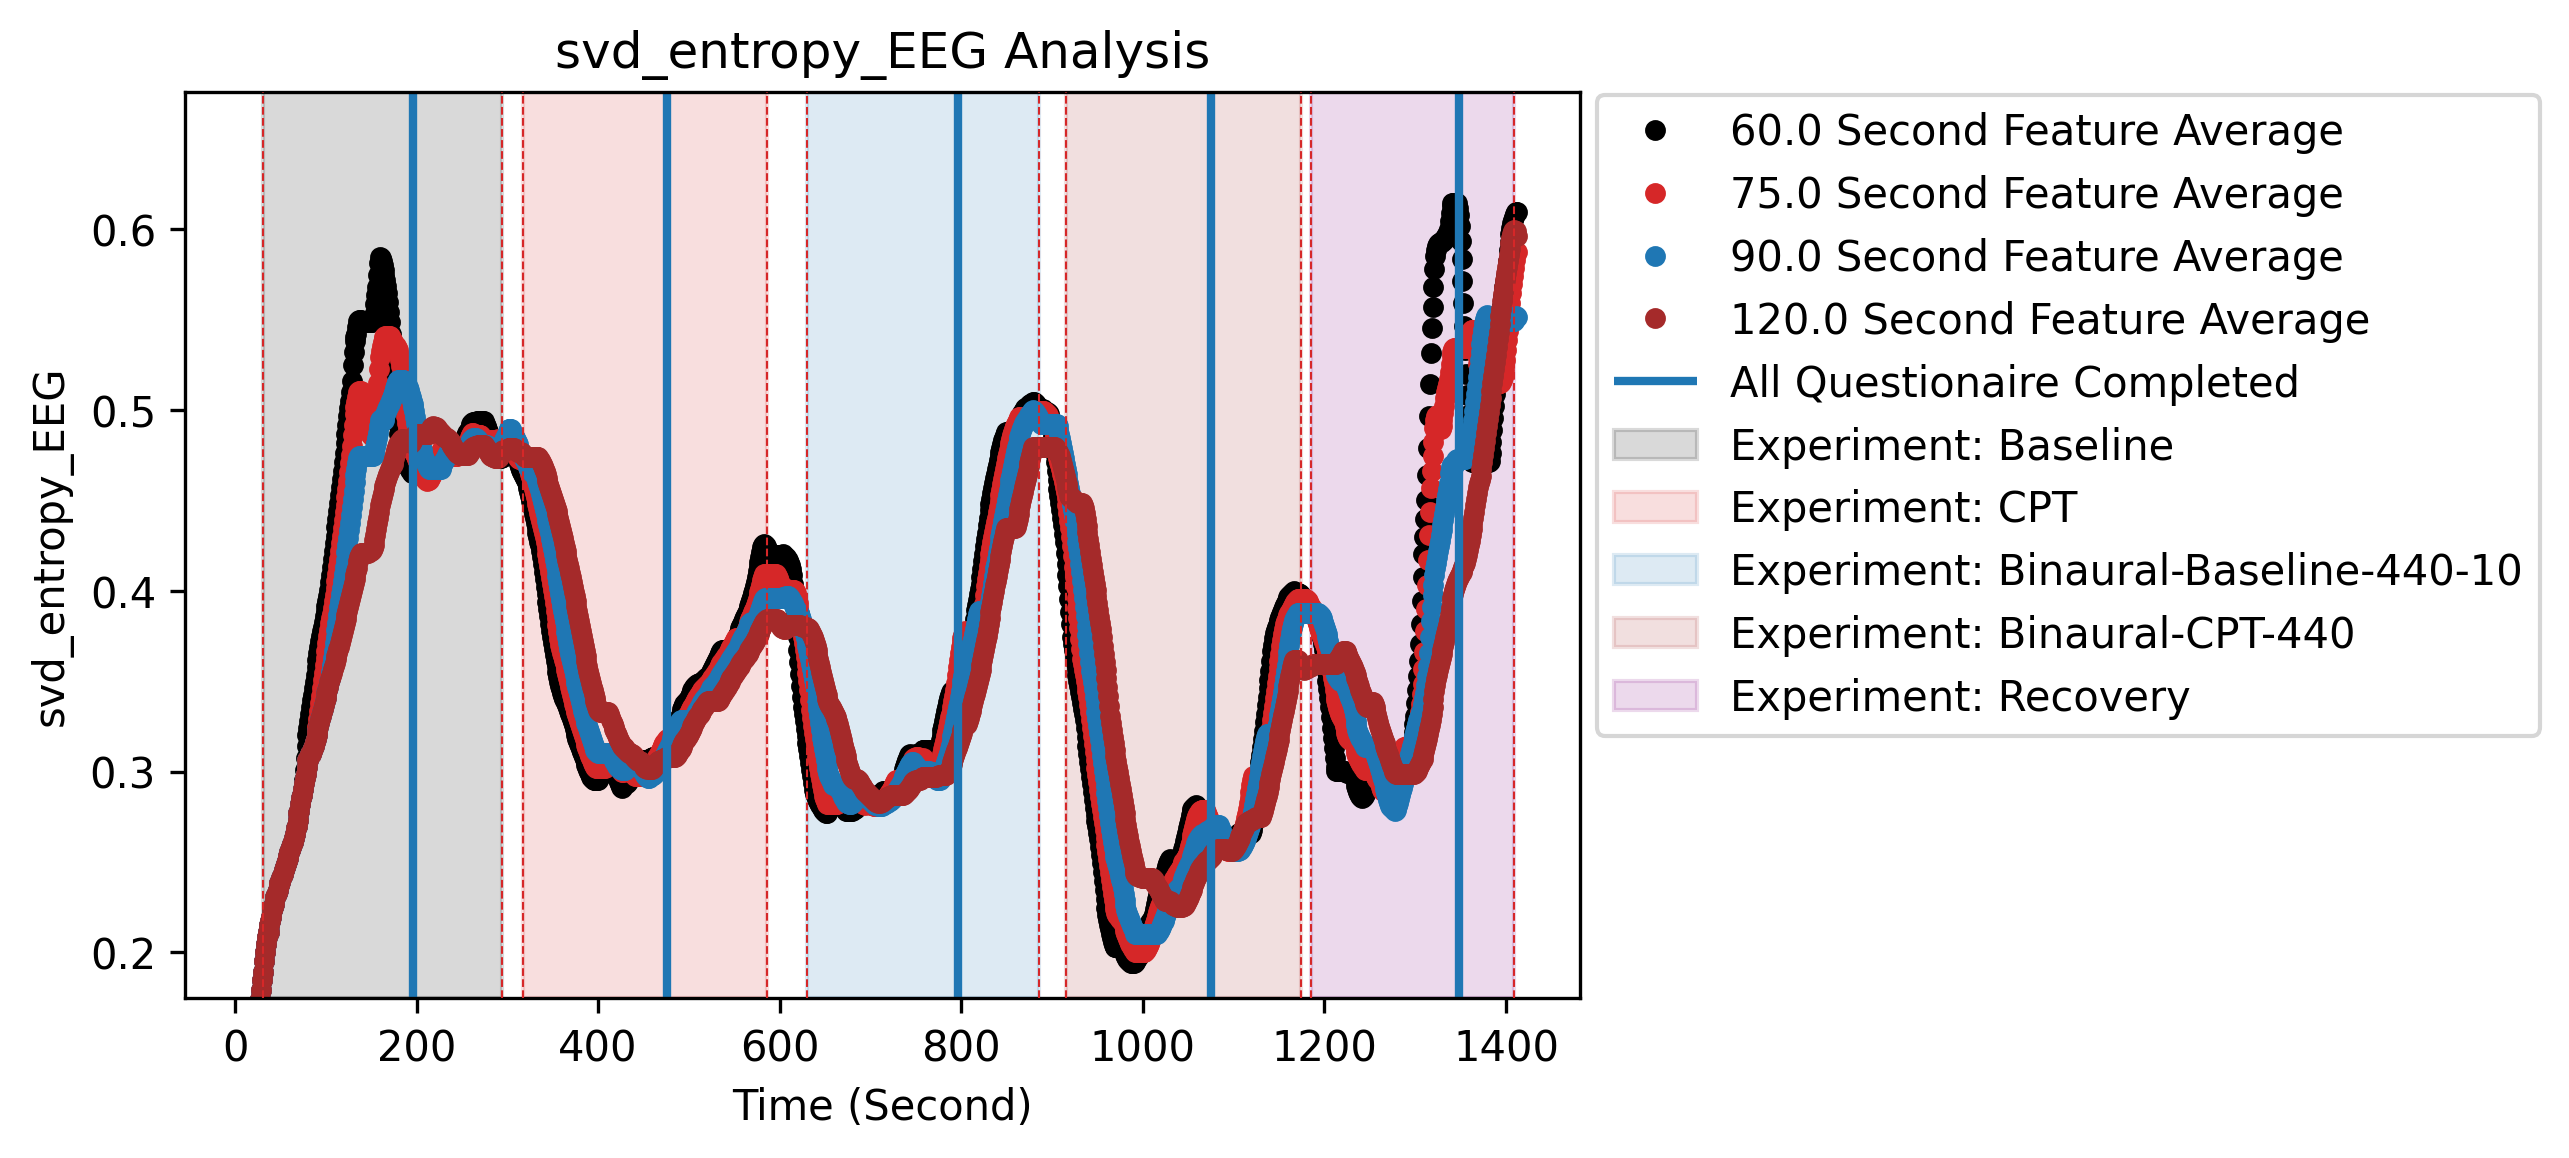 svd_entropy_EEG Analysis
svd_entropy_EEG
0.6
0.5
0.4
0.3
0.2
0 200 400 600 800 1000 1200 1400
Time (Second)
60.0 Second Feature Average
75.0 Second Feature Average
90.0 Second Feature Average
120.0 Second Feature Average
All Questionaire Completed
Experiment: Baseline
Experiment: CPT
Experiment: Binaural-Baseline-440-10
Experiment: Binaural-CPT-440
Experiment: Recovery